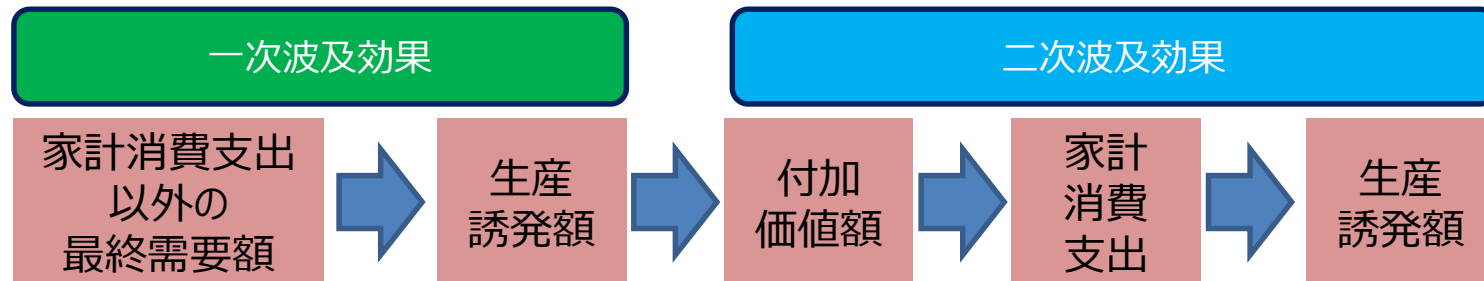 一次波及効果
二次波及効果
家計消費支出
以外の
最終需要額
生産
誘発額
付加
価値額
家計
消費
支出
生産
誘発額